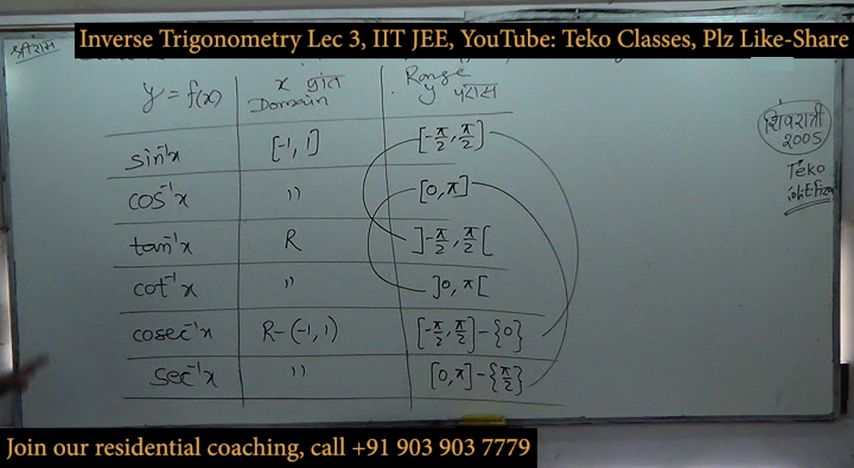 Inverse Trigonometry Lec 3, IIT JEE, YouTube: Teko Classes, Plz Like-Share
श्रीराम
y = f(x) x प्रांत Domain Range y परास
sin⁻¹x [-1, 1] [-π/2, π/2]
cos⁻¹x ,, [0, π]
tan⁻¹x R ]-π/2, π/2[
cot⁻¹x ,, ]0, π[
cosec⁻¹x R-(-1, 1) [-π/2, π/2]-{0}
sec⁻¹x ,, [0, π]-{π/2}
शिवरात्री
2005
Teko
Join our residential coaching, call +91 903 903 7779